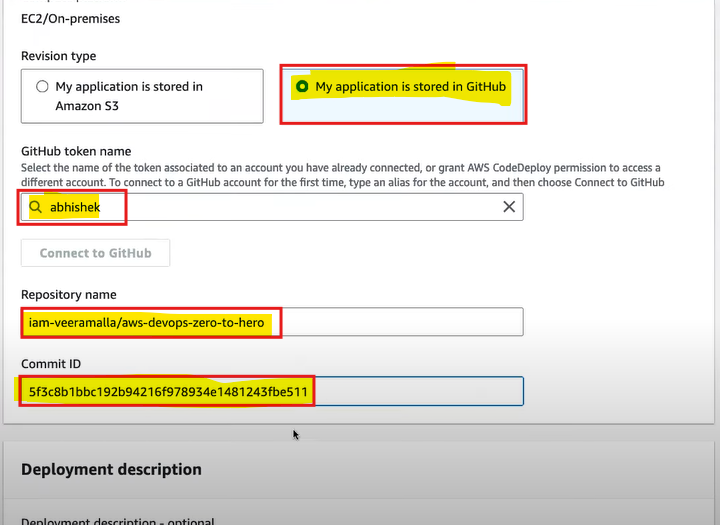 EC2/On-premises
Revision type
My application is stored in
Amazon S3
My application is stored in GitHub
GitHub token name
Select the name of the token associated to an account you have already connected, or grant AWS CodeDeploy permission to access a
different account. To connect to a GitHub account for the first time, type an alias for the account, and then choose Connect to GitHub
abhishek
Connect to GitHub
Repository name
iam-veeramalla/aws-devops-zero-to-hero
Commit ID
5f3c8b1bbc192b94216f978934e1481243fbe511
Deployment description
Deployment description - optional